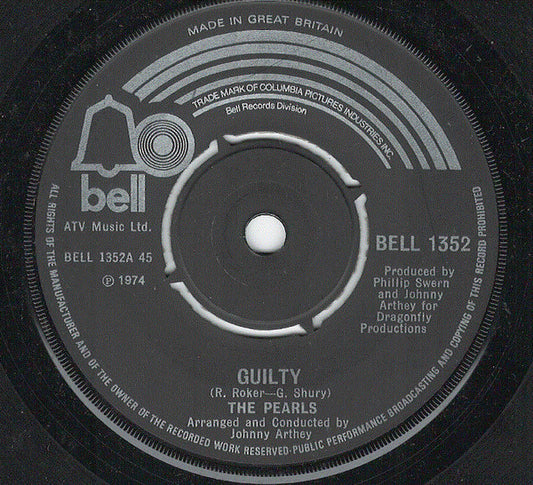 MADE IN GREAT BRITAIN
TRADE MARK OF COLUMBIA PICTURES INDUSTRIES INC.
Bell Records Division
bell
ATV Music Ltd.
BELL 1352A 45
Ⓟ 1974
BELL 1352
Produced by
Phillip Swern
and Johnny
Arthey for
Dragonfly
Productions
GUILTY
(R. Roker—G. Shury)
THE PEARLS
Arranged and Conducted by
Johnny Arthey
ALL RIGHTS OF THE MANUFACTURER AND OF THE OWNER OF THE RECORDED WORK RESERVED·PUBLIC PERFORMANCE BROADCASTING AND COPYING OF THIS RECORD PROHIBITED